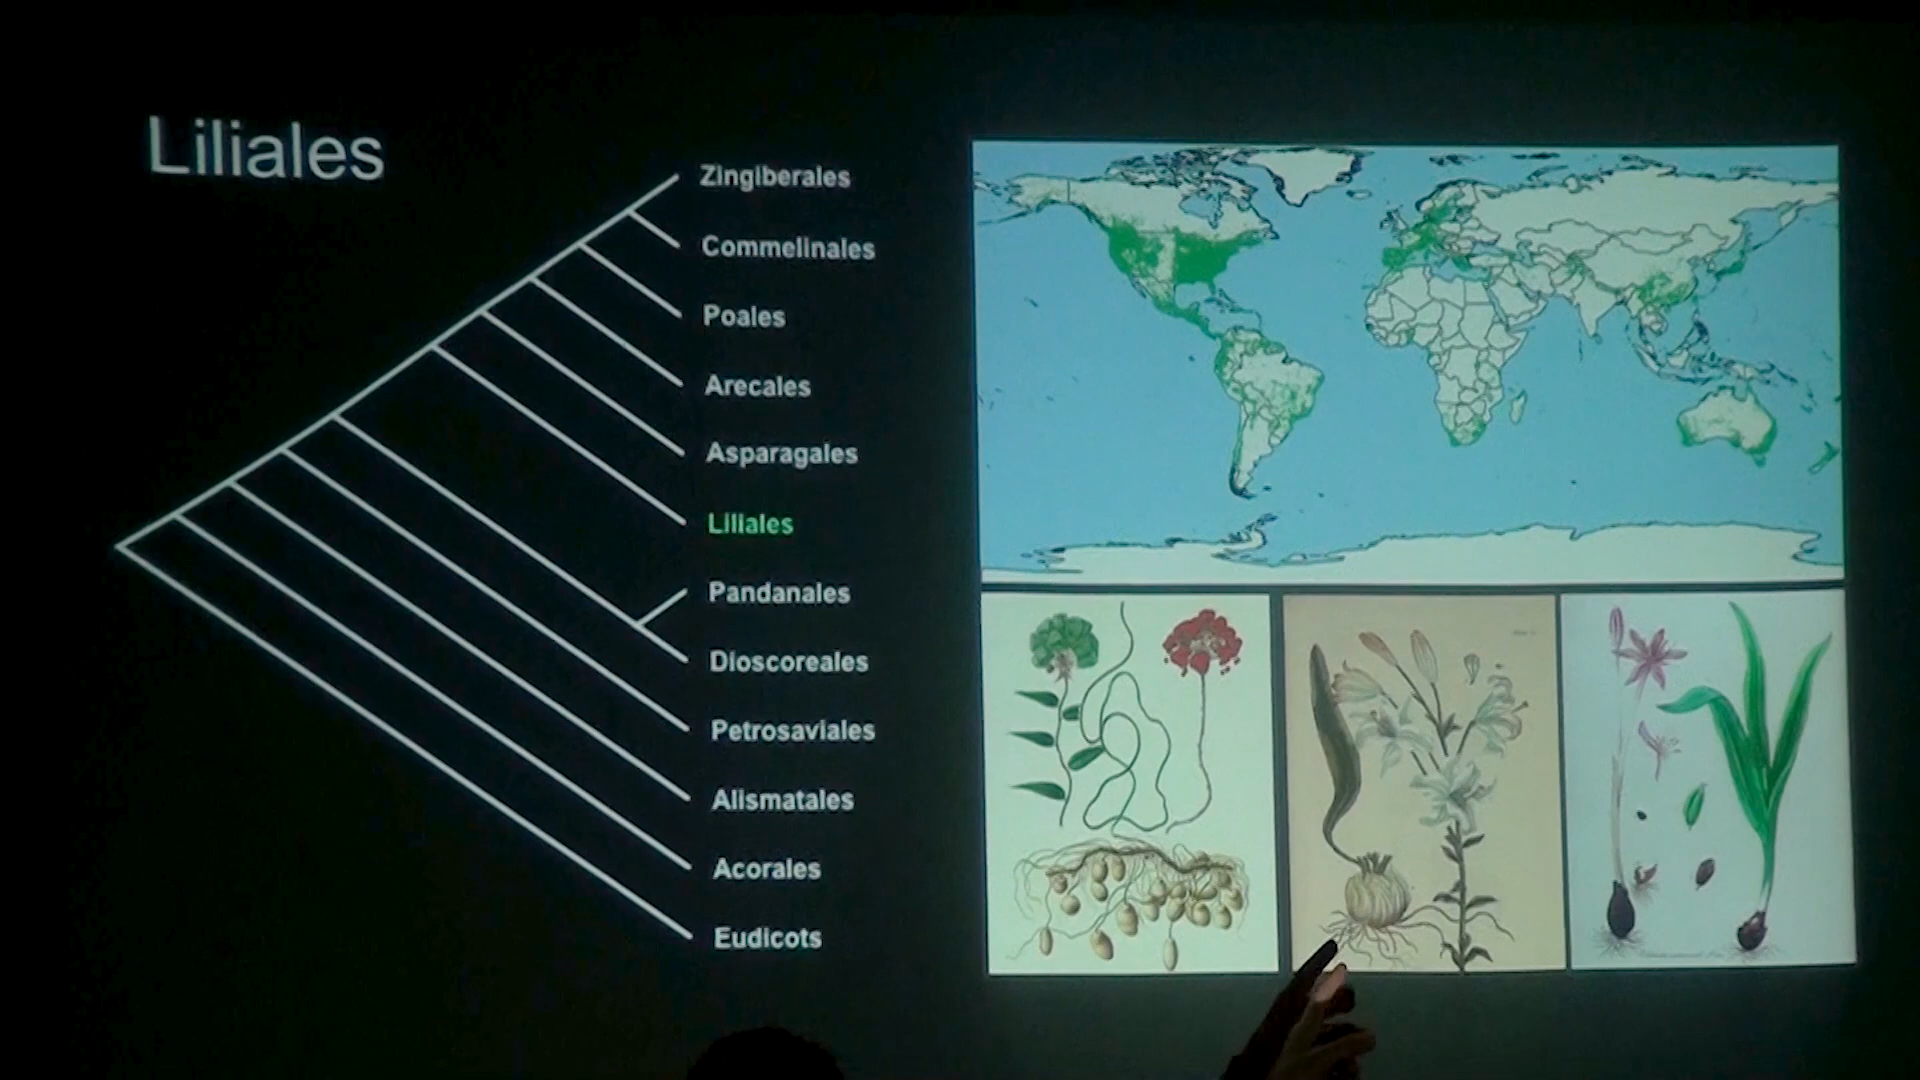 Liliales
Zingiberales
Commelinales
Poales
Arecales
Asparagales
Liliales
Pandanales
Dioscoreales
Petrosaviales
Alismatales
Acorales
Eudicots